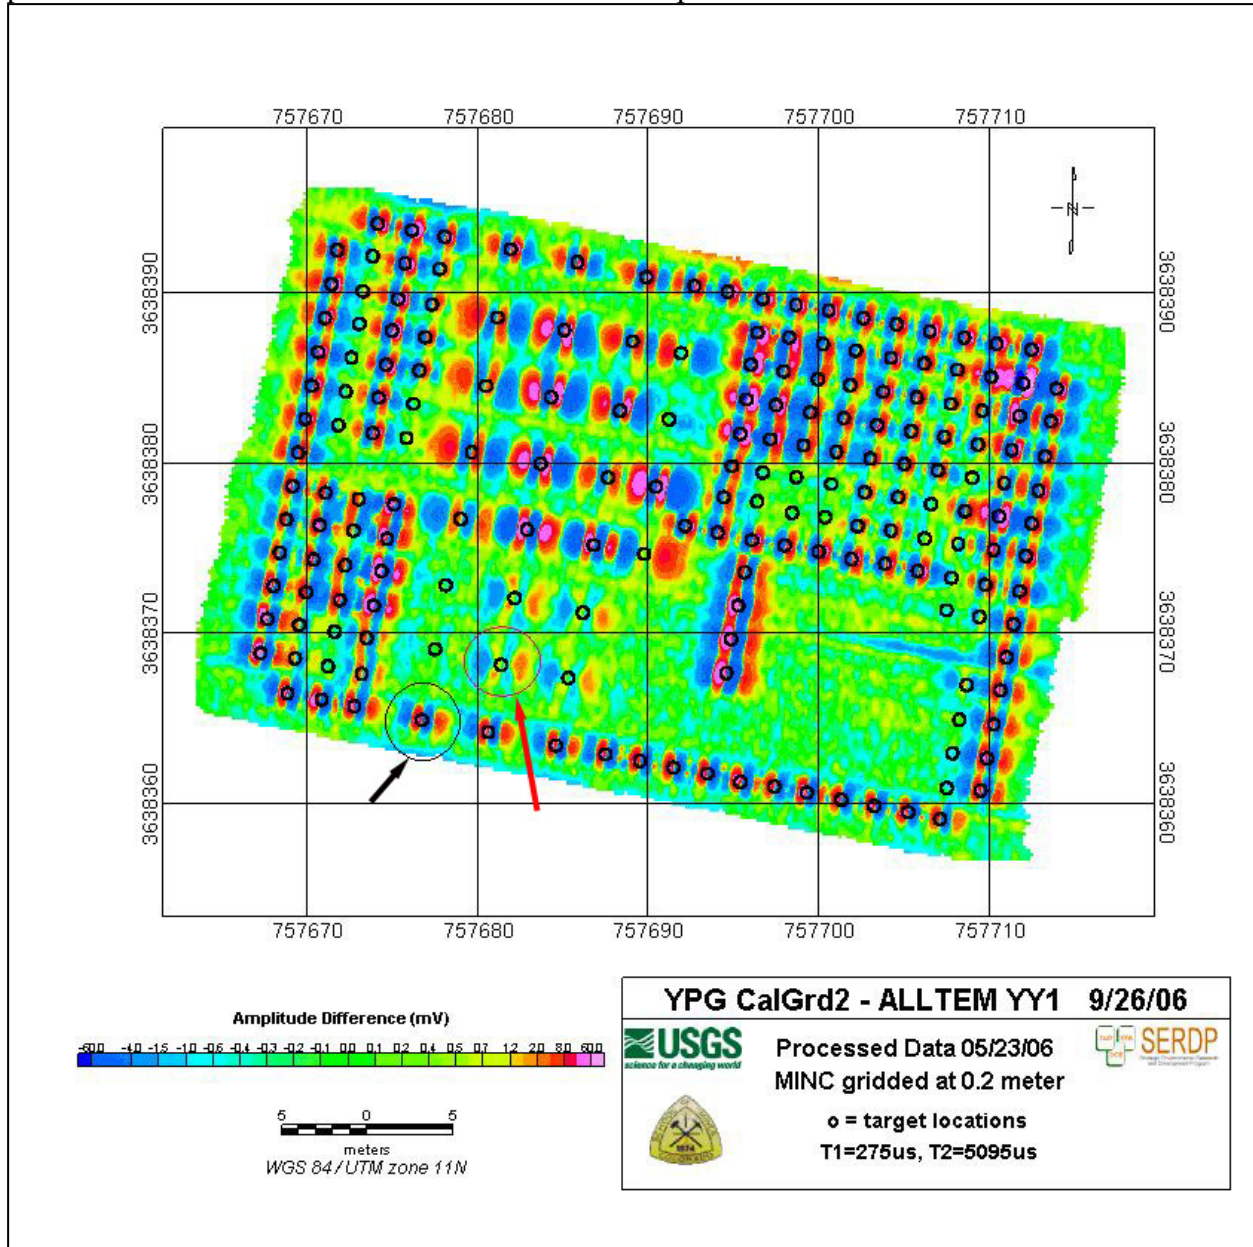 757670 757680 757690 757700 757710
N
3638390 3638390
3638380 3638380
3638370 3638370
3638360 3638360
757670 757680 757690 757700 757710
Amplitude Difference (mV)
5 0 5
meters
WGS 84 / UTM zone 11N
YPG CalGrd2 - ALLTEM YY1 9/26/06
USGS
science for a changing world
Processed Data 05/23/06
MINC gridded at 0.2 meter
SERDP
o = target locations
T1=275us, T2=5095us
1874
COLORADO